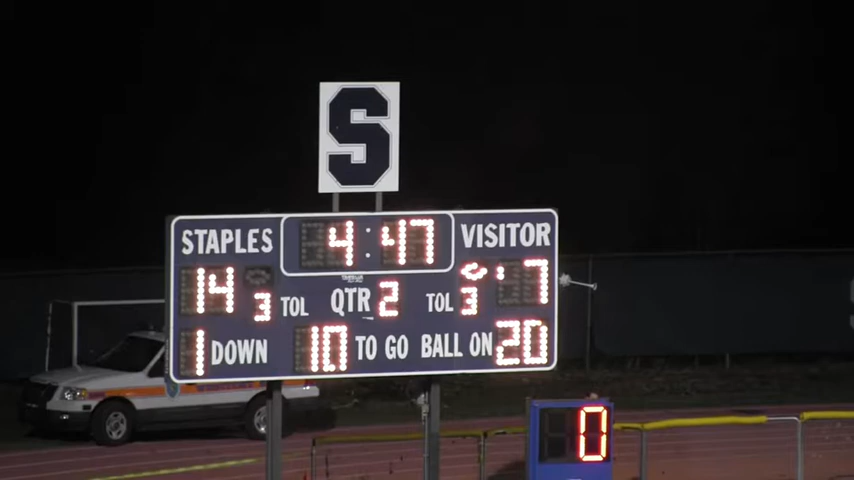 S
STAPLES 4:47 VISITOR
14 3 TOL QTR 2 TOL 3 7
1 DOWN 10 TO GO BALL ON 20
0